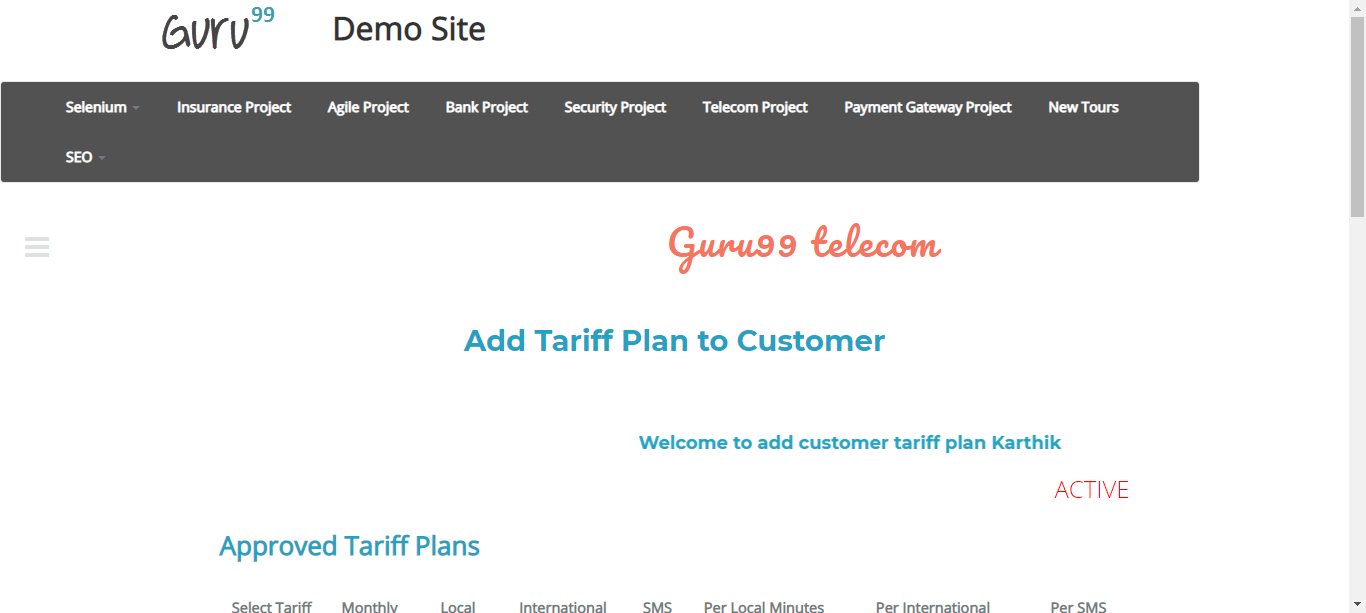 Guru99 Demo Site
Selenium Insurance Project Agile Project Bank Project Security Project Telecom Project Payment Gateway Project New Tours
SEO
Guru99 telecom
Add Tariff Plan to Customer
Welcome to add customer tariff plan Karthik
ACTIVE
Approved Tariff Plans
Select Tariff Monthly Local International SMS Per Local Minutes Per International Per SMS